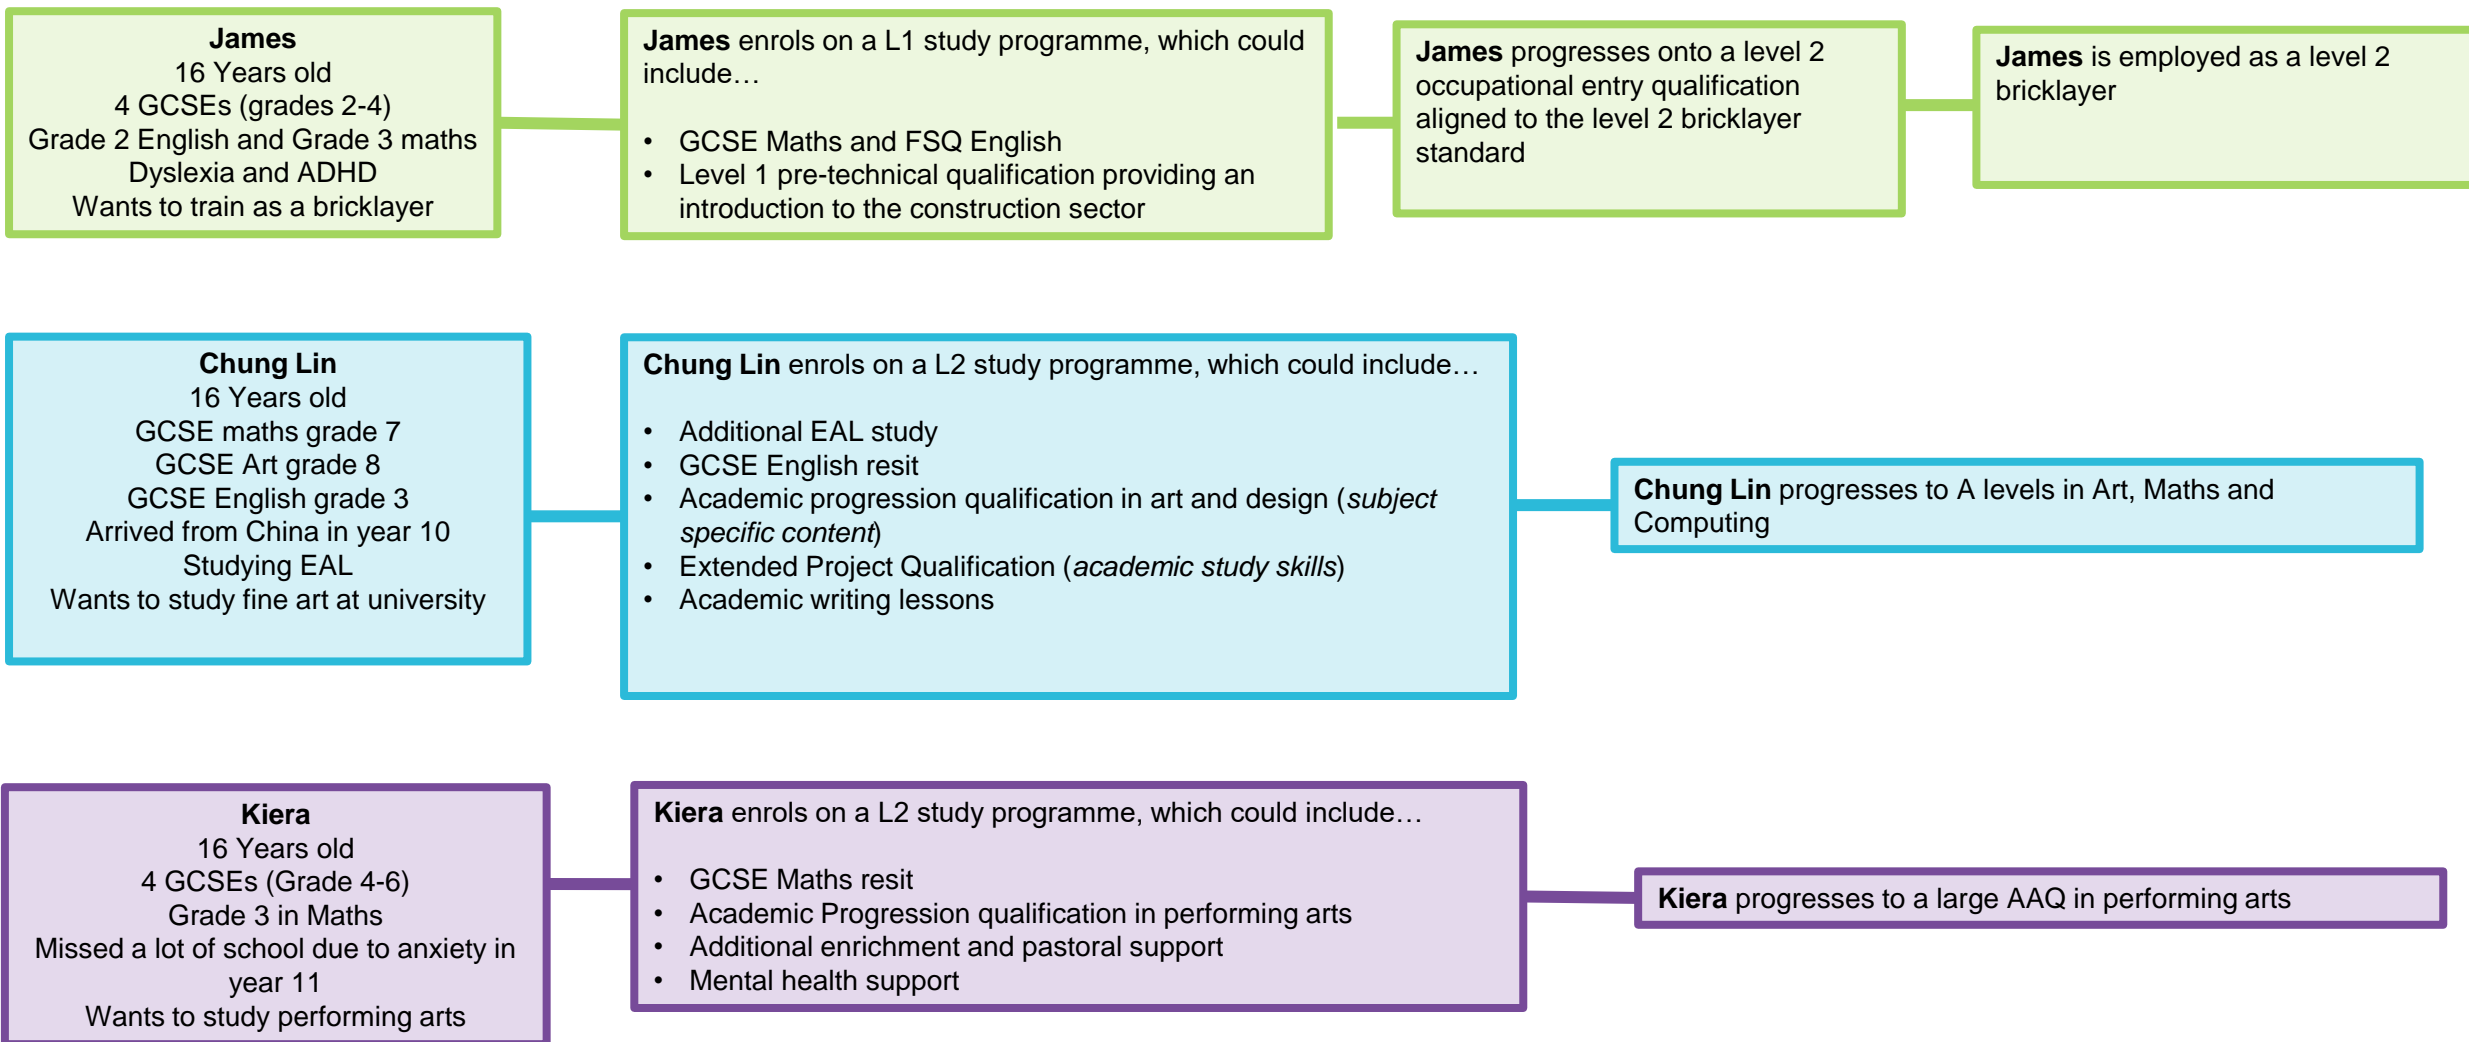 James
16 Years old
4 GCSEs (grades 2-4)
Grade 2 English and Grade 3 maths
Dyslexia and ADHD
Wants to train as a bricklayer
James enrols on a L1 study programme, which could
include…
• GCSE Maths and FSQ English
• Level 1 pre-technical qualification providing an
introduction to the construction sector
James progresses onto a level 2
occupational entry qualification
aligned to the level 2 bricklayer
standard
James is employed as a level 2
bricklayer
Chung Lin
16 Years old
GCSE maths grade 7
GCSE Art grade 8
GCSE English grade 3
Arrived from China in year 10
Studying EAL
Wants to study fine art at university
Chung Lin enrols on a L2 study programme, which could include…
• Additional EAL study
• GCSE English resit
• Academic progression qualification in art and design (subject
specific content)
• Extended Project Qualification (academic study skills)
• Academic writing lessons
Chung Lin progresses to A levels in Art, Maths and
Computing
Kiera
16 Years old
4 GCSEs (Grade 4-6)
Grade 3 in Maths
Missed a lot of school due to anxiety in
year 11
Wants to study performing arts
Kiera enrols on a L2 study programme, which could include…
• GCSE Maths resit
• Academic Progression qualification in performing arts
• Additional enrichment and pastoral support
• Mental health support
Kiera progresses to a large AAQ in performing arts